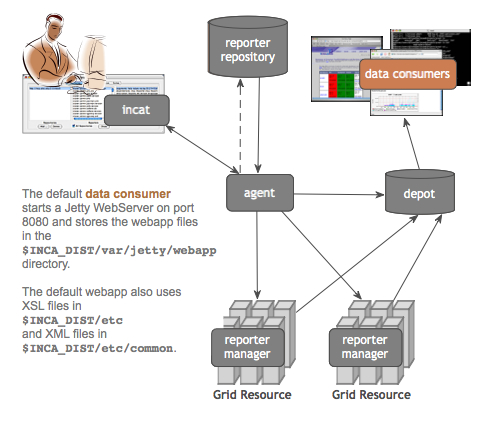 reporter
repository
data consumers
incat
agent
depot
The default data consumer
starts a Jetty WebServer on port
8080 and stores the webapp files
in the
$INCA_DIST/var/jetty/webapp
directory.
The default webapp also uses
XSL files in
$INCA_DIST/etc
and XML files in
$INCA_DIST/etc/common.
reporter
manager
reporter
manager
Grid Resource
Grid Resource